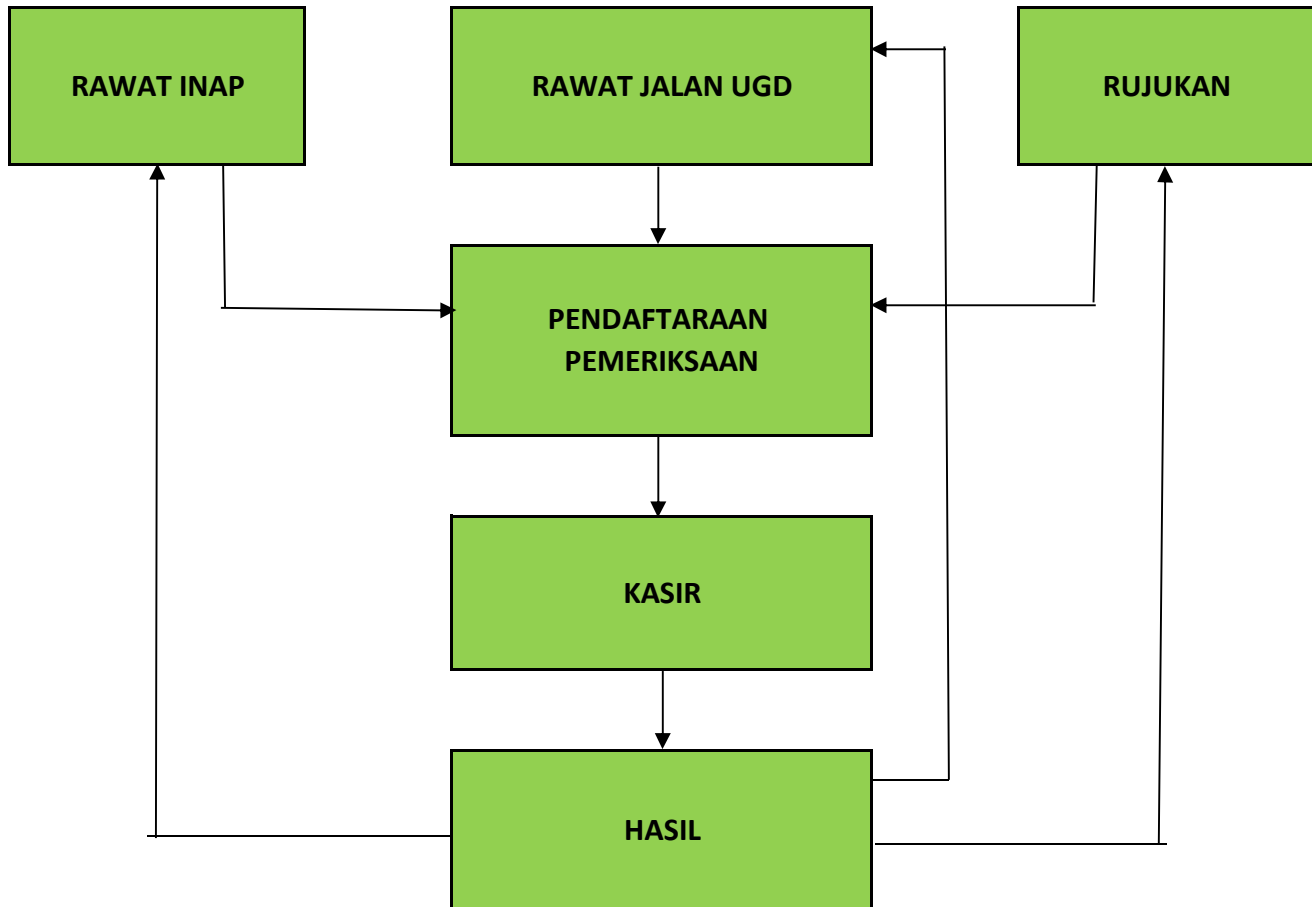 RAWAT INAP
RAWAT JALAN UGD
RUJUKAN
PENDAFTARAAN
PEMERIKSAAN
KASIR
HASIL